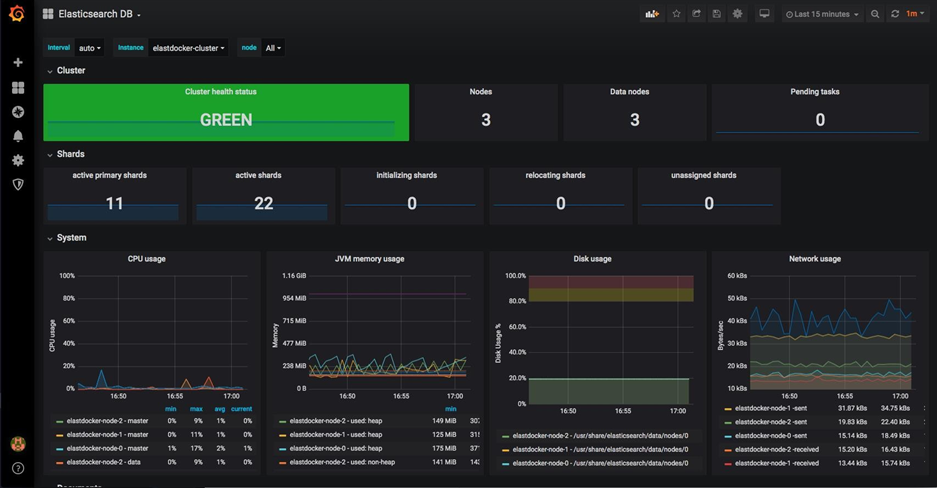 Elasticsearch DB
Last 15 minutes
1m
Interval auto Instance elastdocker-cluster node All
Cluster
Cluster health status
GREEN
Nodes
3
Data nodes
3
Pending tasks
0
Shards
active primary shards
11
active shards
22
initializing shards
0
relocating shards
0
unassigned shards
0
System
CPU usage
CPU usage
100%
80%
60%
40%
20%
0%
16:50 16:55 17:00
min max avg current
elastdocker-node-2 - master 0% 9% 1% 0%
elastdocker-node-1 - master 0% 11% 1% 0%
elastdocker-node-0 - master 1% 17% 2% 1%
elastdocker-node-2 - data 0% 9% 1% 0%
JVM memory usage
Memory
1.16 GiB
954 MiB
715 MiB
477 MiB
238 MiB
0 B
16:50 16:55 17:00
min
elastdocker-node-2 - used: heap 149 MiB 307
elastdocker-node-1 - used: heap 125 MiB 315
elastdocker-node-0 - used: heap 175 MiB 371
elastdocker-node-2 - used: non-heap 141 MiB 143
Disk usage
Disk Usage %
100.0%
80.0%
60.0%
40.0%
20.0%
0%
16:50 16:55 17:00
elastdocker-node-2 - /usr/share/elasticsearch/data/nodes/0
elastdocker-node-1 - /usr/share/elasticsearch/data/nodes/0
elastdocker-node-0 - /usr/share/elasticsearch/data/nodes/0
Network usage
Bytes/sec
60 kBs
50 kBs
40 kBs
30 kBs
20 kBs
10 kBs
16:50 16:55 17:00
elastdocker-node-1 -sent 31.87 kBs 34.75 kBs
elastdocker-node-2 -sent 19.83 kBs 22.40 kBs
elastdocker-node-0 -sent 15.14 kBs 18.49 kBs
elastdocker-node-2 -received 15.20 kBs 16.43 kBs
elastdocker-node-1 -received 13.44 kBs 15.74 kBs